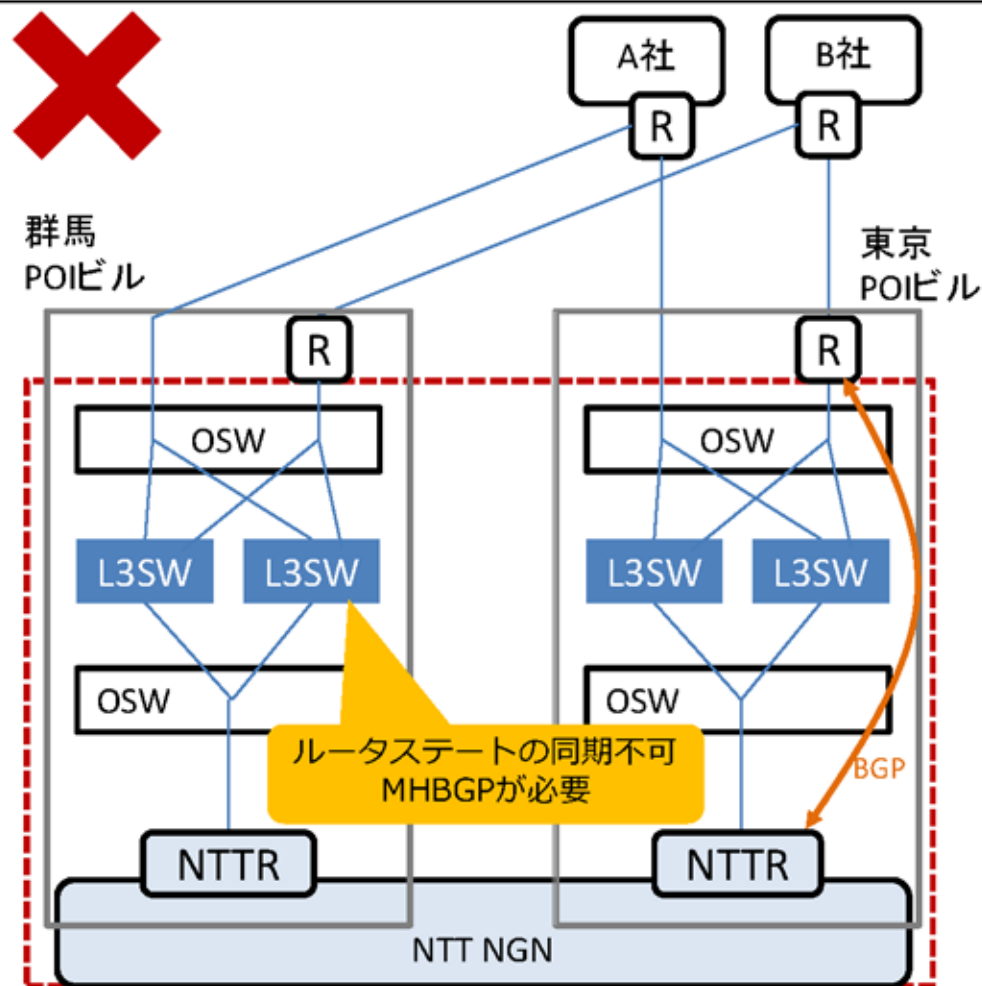 A社
B社
R
R
群馬
POIビル
東京
POIビル
R
R
OSW
OSW
L3SW
L3SW
L3SW
L3SW
OSW
OSW
ルータステートの同期不可
MHBGPが必要
BGP
NTTR
NTTR
NTT NGN